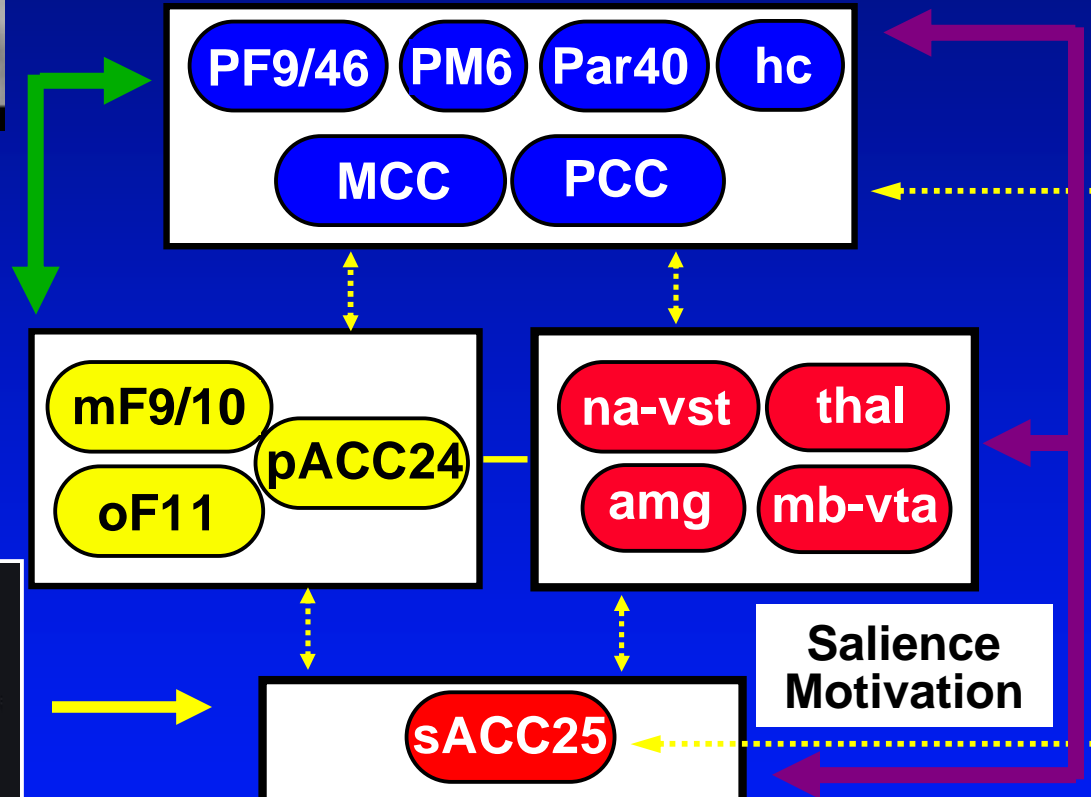 PF9/46 PM6 Par40 hc
MCC PCC
mF9/10
pACC24
oF11
na-vst thal
amg mb-vta
Salience
Motivation
sACC25